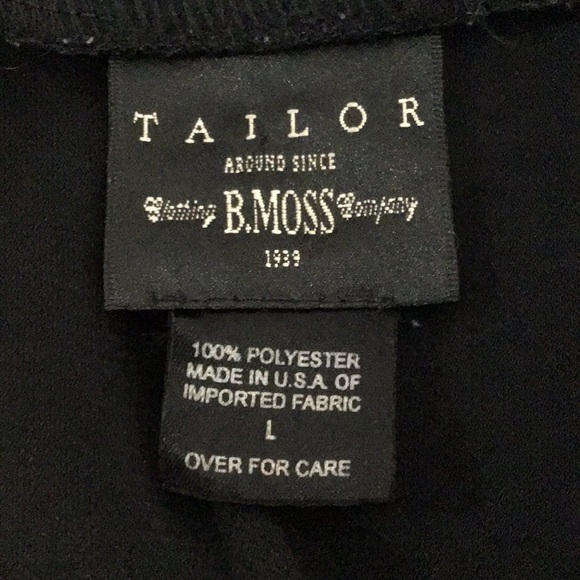 TAILOR
AROUND SINCE
Clothing B.MOSS Company
1939
100% POLYESTER
MADE IN U.S.A. OF
IMPORTED FABRIC
L
OVER FOR CARE